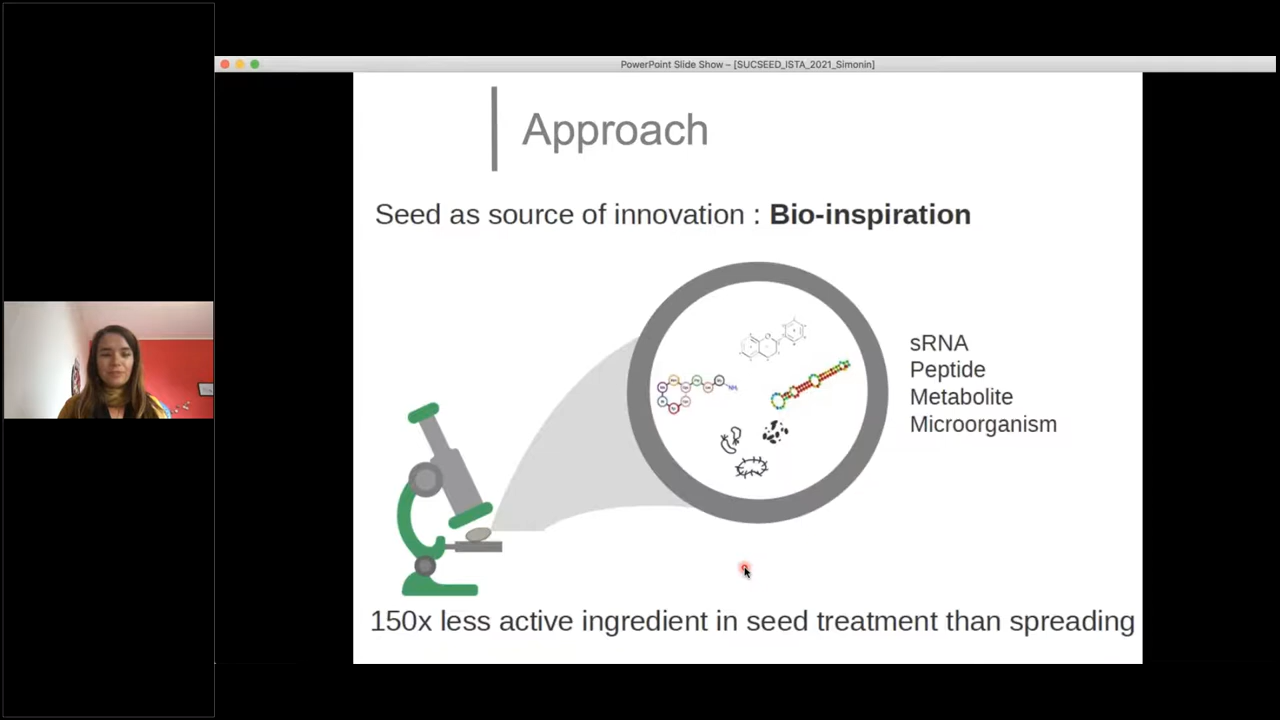 PowerPoint Slide Show – [SUCSEED_ISTA_2021_Simonin]
Approach
Seed as source of innovation : Bio-inspiration
sRNA
Peptide
Metabolite
Microorganism
150x less active ingredient in seed treatment than spreading